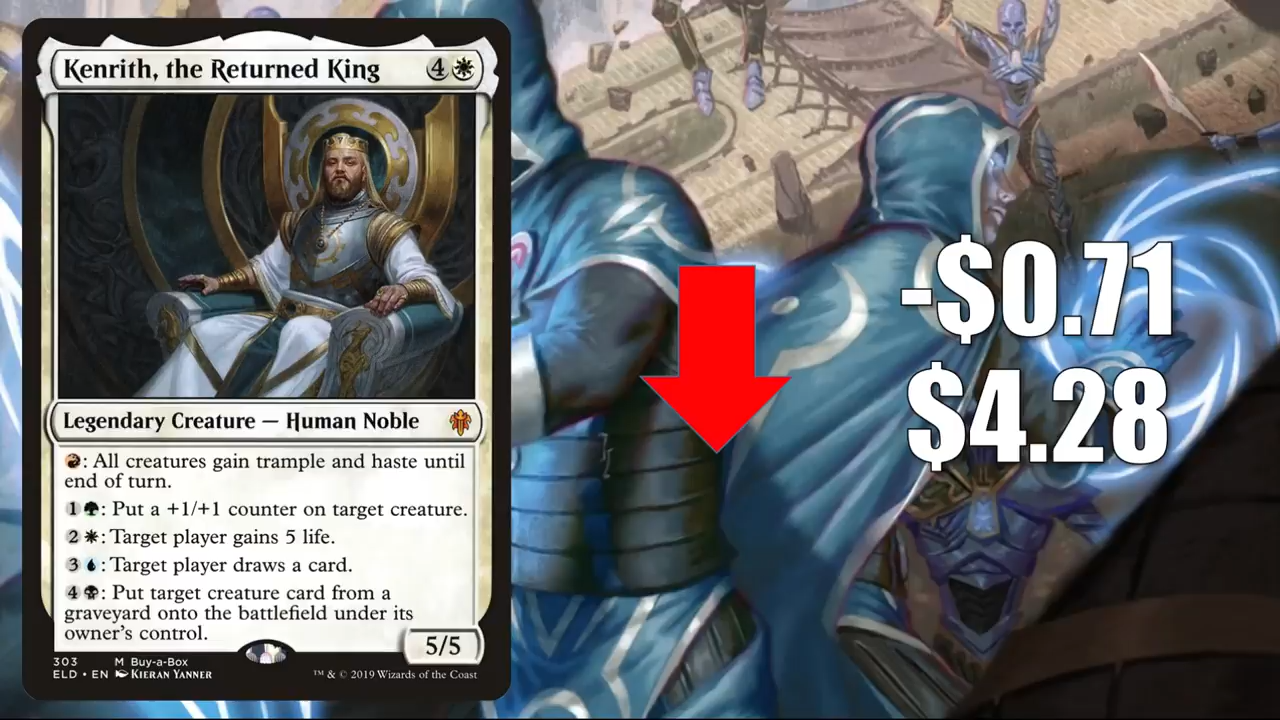 Kenrith, the Returned King 4
Legendary Creature — Human Noble
: All creatures gain trample and haste until
end of turn.
1 : Put a +1/+1 counter on target creature.
2 : Target player gains 5 life.
3 : Target player draws a card.
4 : Put target creature card from a
graveyard onto the battlefield under its
owner's control.
5/5
303 M Buy-a-Box
ELD • EN KIERAN YANNER
™ & © 2019 Wizards of the Coast
-$0.71
$4.28